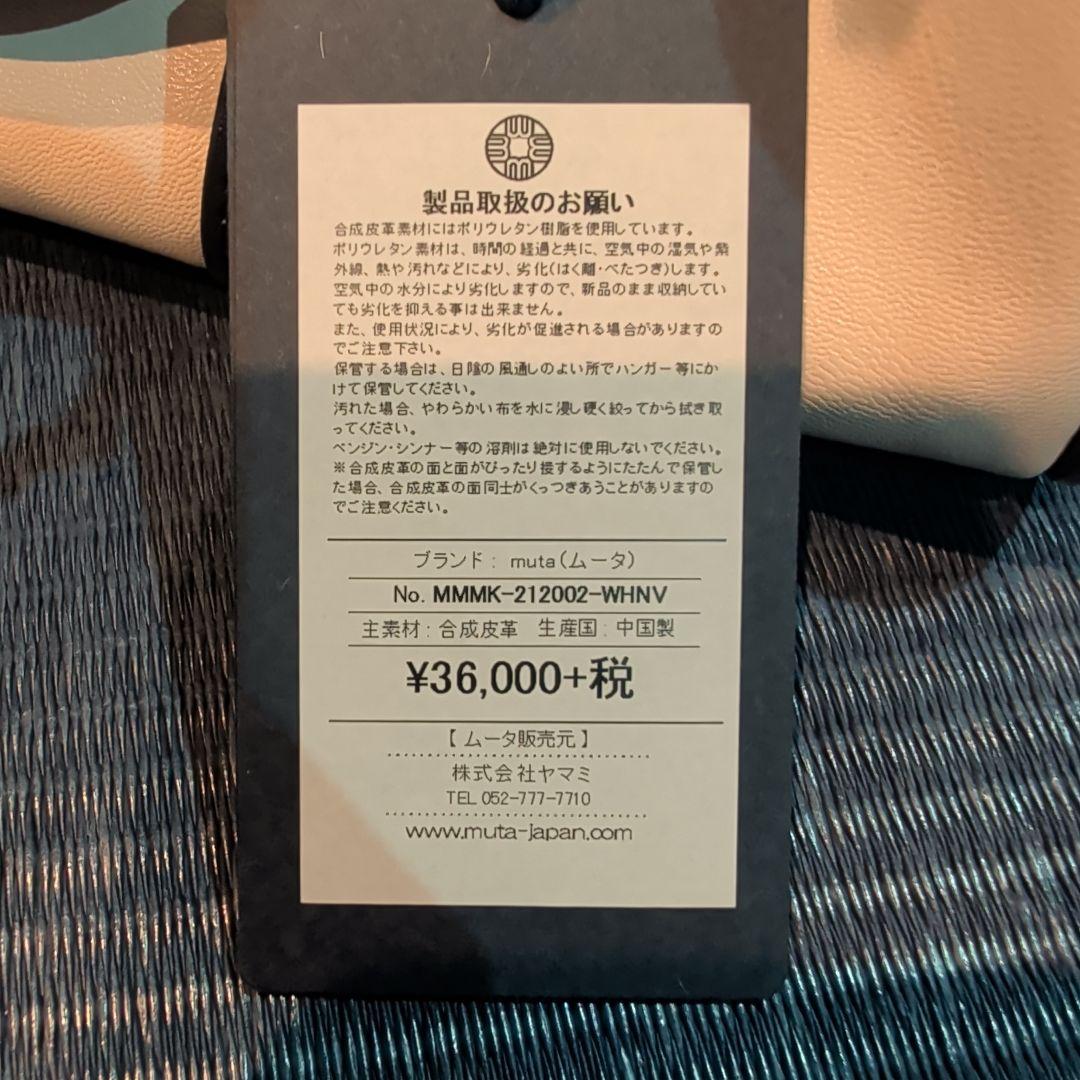 製品取扱のお願い
合成皮革素材にはポリウレタン樹脂を使用しています。
ポリウレタン素材は、時間の経過と共に、空気中の湿気や紫
外線、熱や汚れなどにより、劣化(はく離・べたつき)します。
空気中の水分により劣化しますので、新品のまま収納してい
ても劣化を抑える事は出来ません。
また、使用状況により、劣化が促進される場合がありますの
でご注意下さい。
保管する場合は、日陰の風通しのよい所でハンガー等にか
けて保管してください。
汚れた場合、やわらかい布を水に浸し硬く絞ってから拭き取
ってください。
ベンジン・シンナー等の溶剤は絶対に使用しないでください。
※合成皮革の面と面がぴったり接するようにたたんで保管し
た場合、合成皮革の面同士がくっつきあうことがありますの
でご注意ください。
ブランド： muta(ムータ)
No. MMMK-212002-WHNV
主素材：合成皮革 生産国：中国製
¥36,000+税
【ムータ販売元】
株式会社ヤマミ
TEL 052-777-7710
www.muta-japan.com